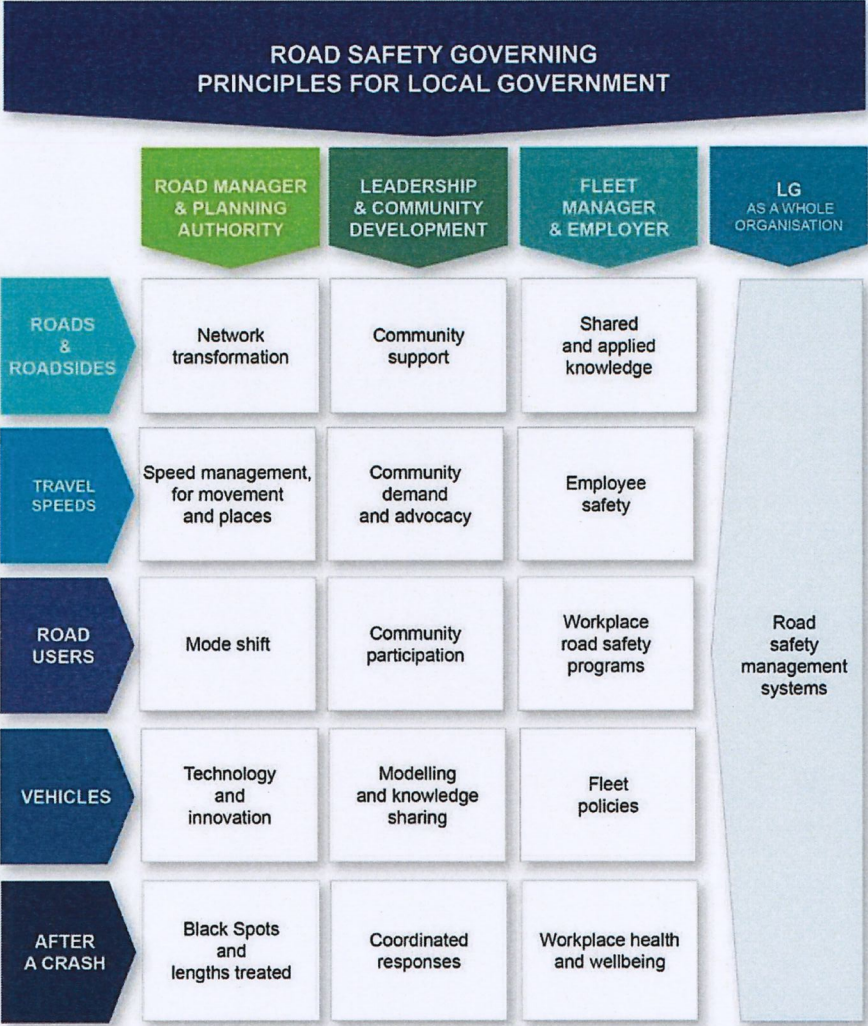 ROAD SAFETY GOVERNING
PRINCIPLES FOR LOCAL GOVERNMENT
ROAD MANAGER
& PLANNING
AUTHORITY
LEADERSHIP
& COMMUNITY
DEVELOPMENT
FLEET
MANAGER
& EMPLOYER
LG
AS A WHOLE
ORGANISATION
ROADS
&
ROADSIDES
Network
transformation
Community
support
Shared
and applied
knowledge
TRAVEL
SPEEDS
Speed management,
for movement
and places
Community
demand
and advocacy
Employee
safety
ROAD
USERS
Mode shift
Community
participation
Workplace
road safety
programs
Road
safety
management
systems
VEHICLES
Technology
and
innovation
Modelling
and knowledge
sharing
Fleet
policies
AFTER
A CRASH
Black Spots
and
lengths treated
Coordinated
responses
Workplace health
and wellbeing